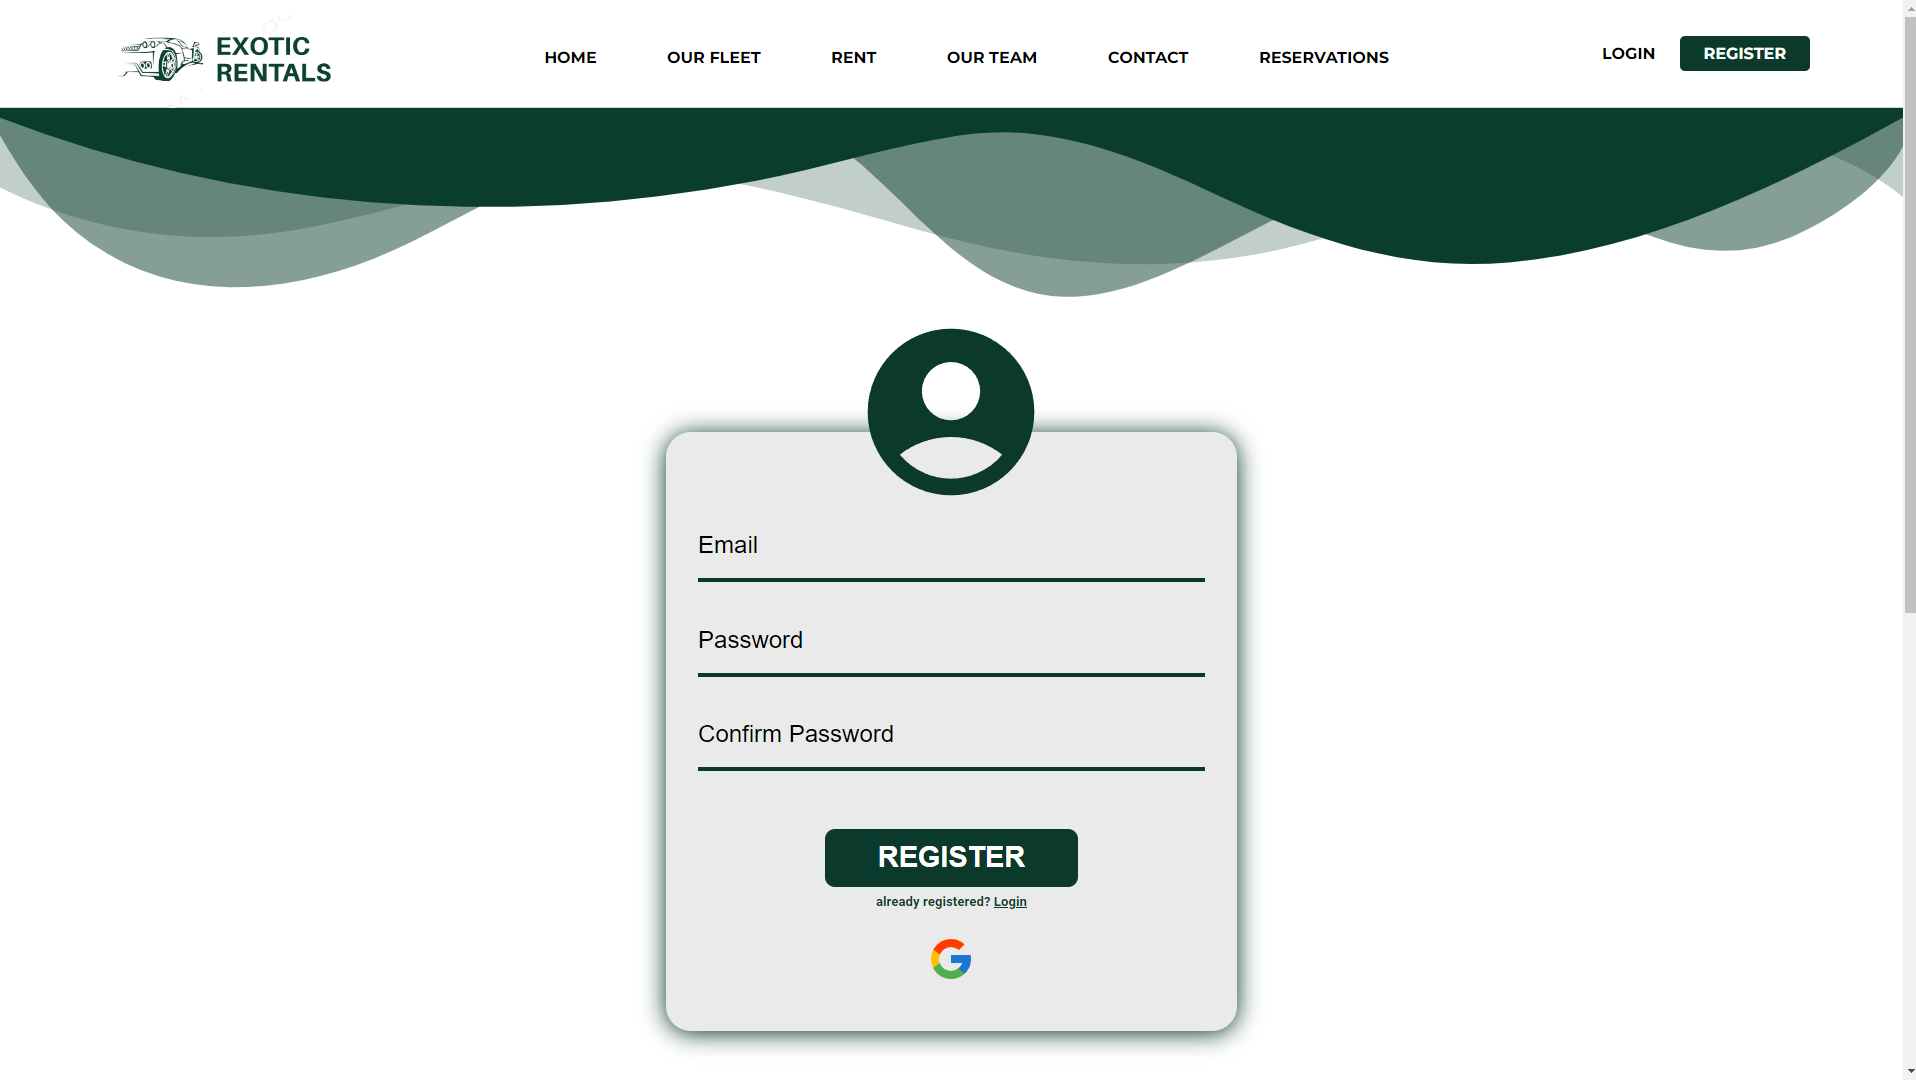 EXOTIC
RENTALS
HOME
OUR FLEET
RENT
OUR TEAM
CONTACT
RESERVATIONS
LOGIN
REGISTER
Email
Password
Confirm Password
REGISTER
already registered? Login